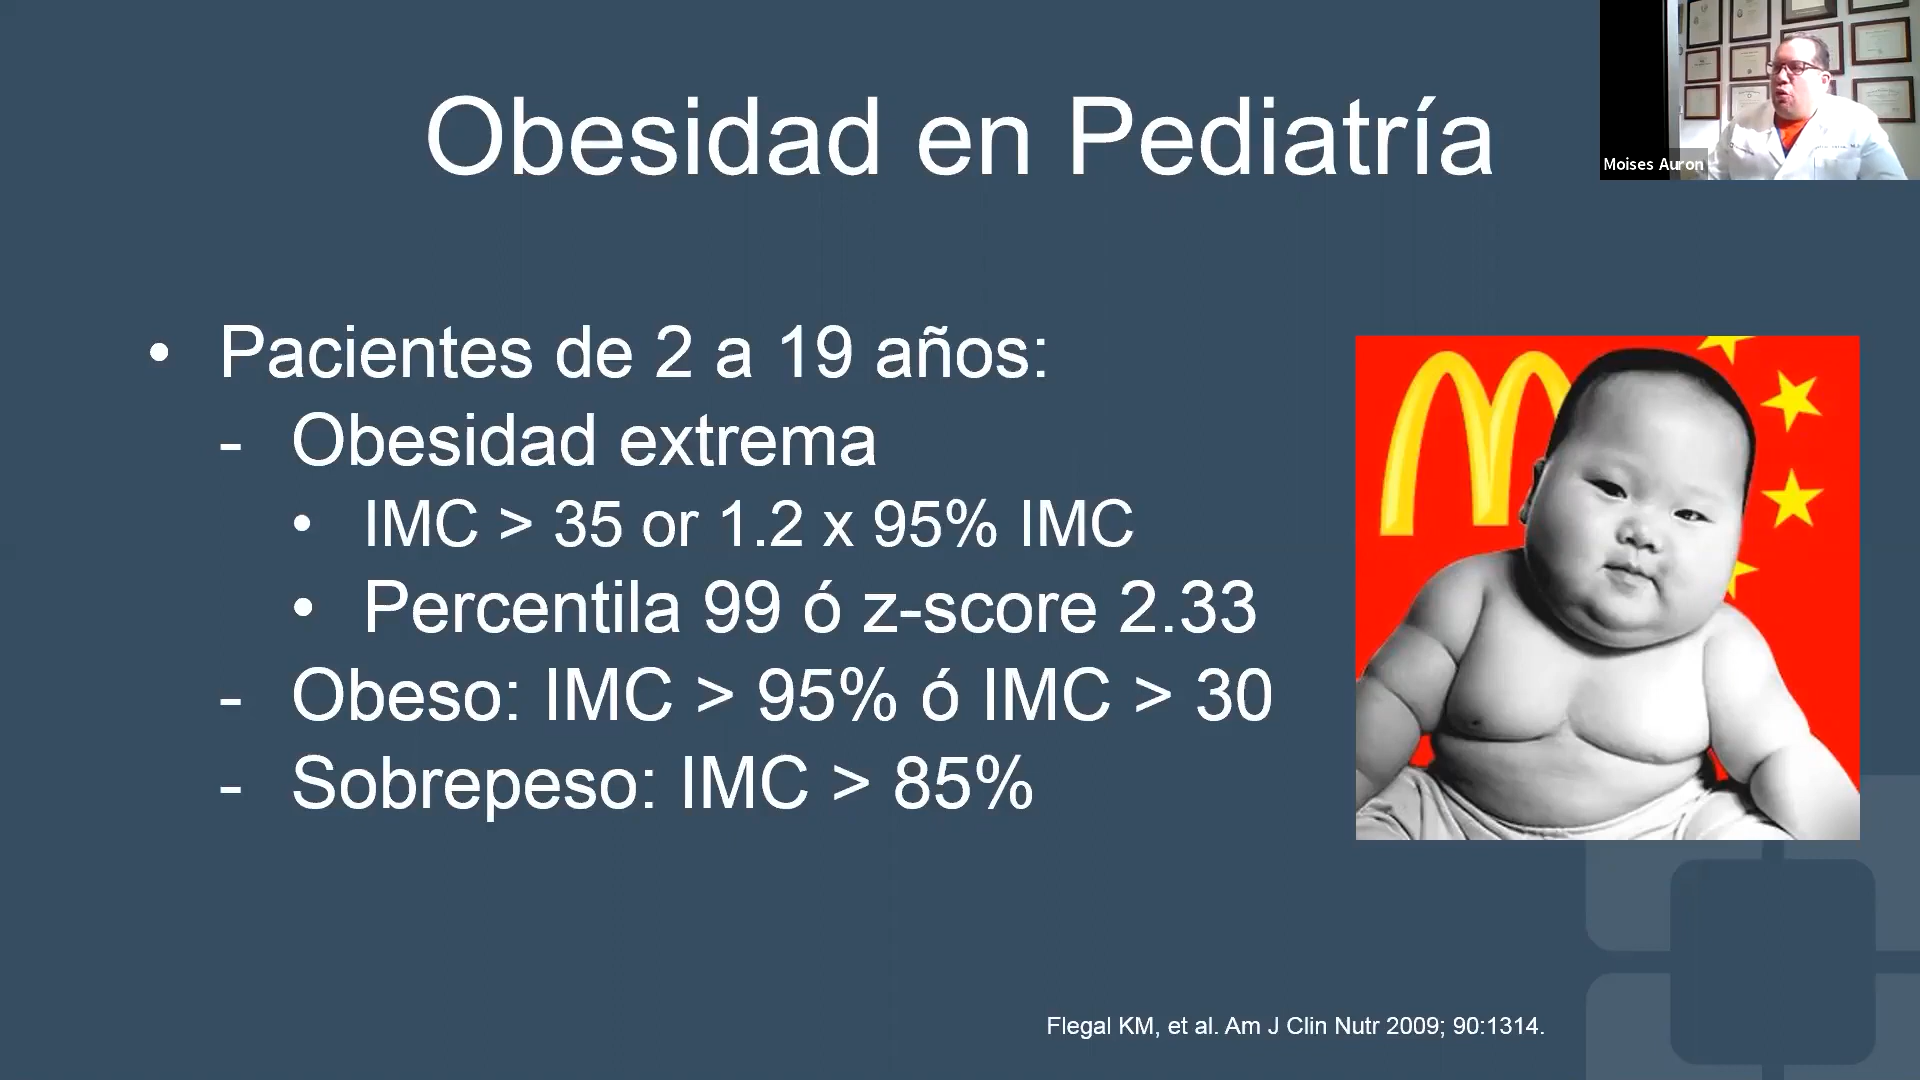 Obesidad en Pediatría
Moises Auron
• Pacientes de 2 a 19 años:
- Obesidad extrema
• IMC > 35 or 1.2 x 95% IMC
• Percentila 99 ó z-score 2.33
- Obeso: IMC > 95% ó IMC > 30
- Sobrepeso: IMC > 85%
Flegal KM, et al. Am J Clin Nutr 2009; 90:1314.